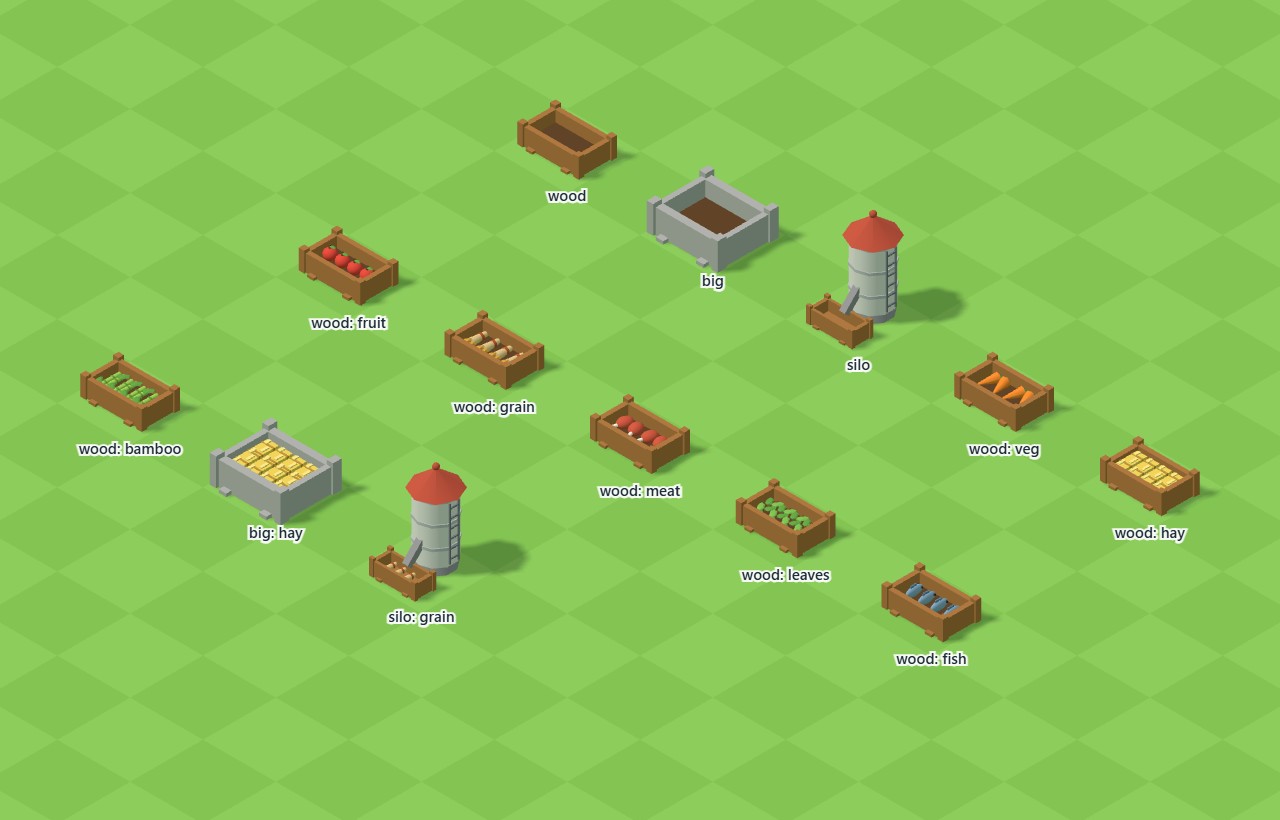 wood
big
wood: fruit
silo
wood: grain
wood: bamboo
wood: veg
wood: meat
big: hay
wood: hay
wood: leaves
silo: grain
wood: fish